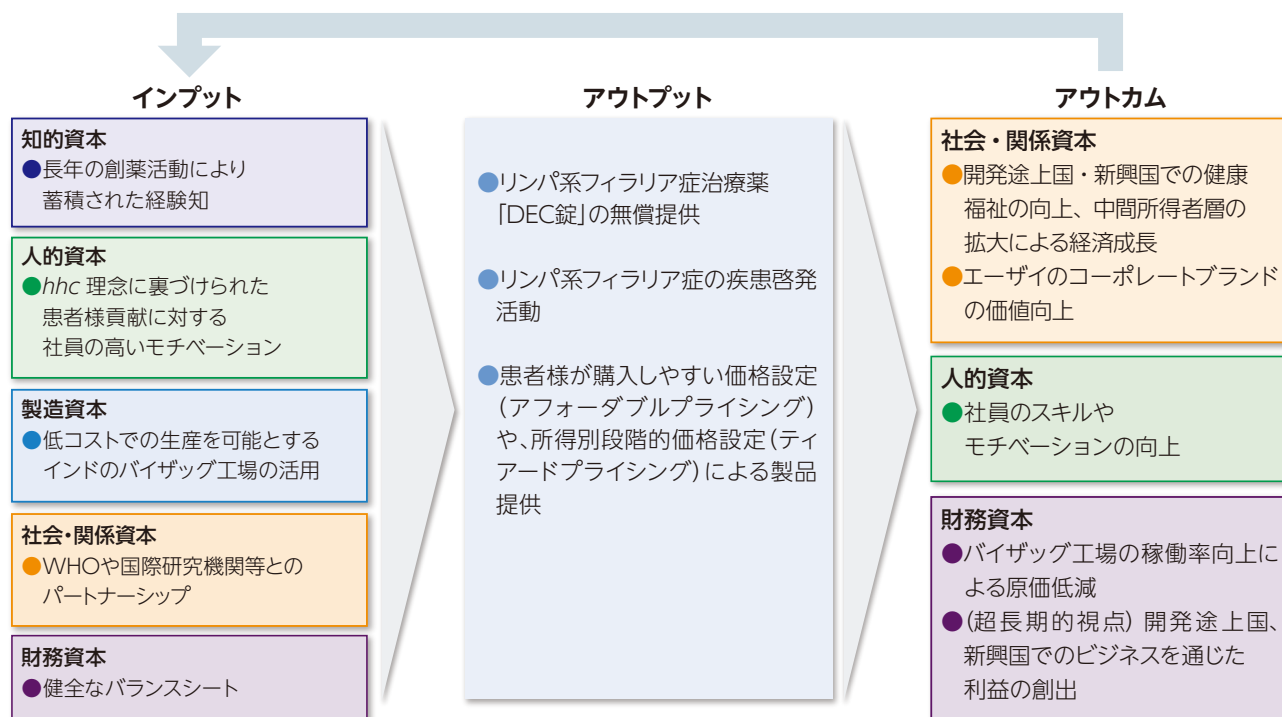 インプット
知的資本
●長年の創薬活動により
蓄積された経験知
人的資本
●hhc 理念に裏づけられた
患者様貢献に対する
社員の高いモチベーション
製造資本
●低コストでの生産を可能とする
インドのバイザッグ工場の活用
社会・関係資本
●WHOや国際研究機関等との
パートナーシップ
財務資本
●健全なバランスシート
アウトプット
●リンパ系フィラリア症治療薬
「DEC錠」の無償提供
●リンパ系フィラリア症の疾患啓発
活動
●患者様が購入しやすい価格設定
（アフォーダブルプライシング）
や、所得別段階的価格設定（ティ
アードプライシング）による製品
提供
アウトカム
社会・関係資本
●開発途上国・新興国での健康
福祉の向上、中間所得者層の
拡大による経済成長
●エーザイのコーポレートブランド
の価値向上
人的資本
●社員のスキルや
モチベーションの向上
財務資本
●バイザッグ工場の稼働率向上に
よる原価低減
●（超長期的視点）開発途上国、
新興国でのビジネスを通じた
利益の創出